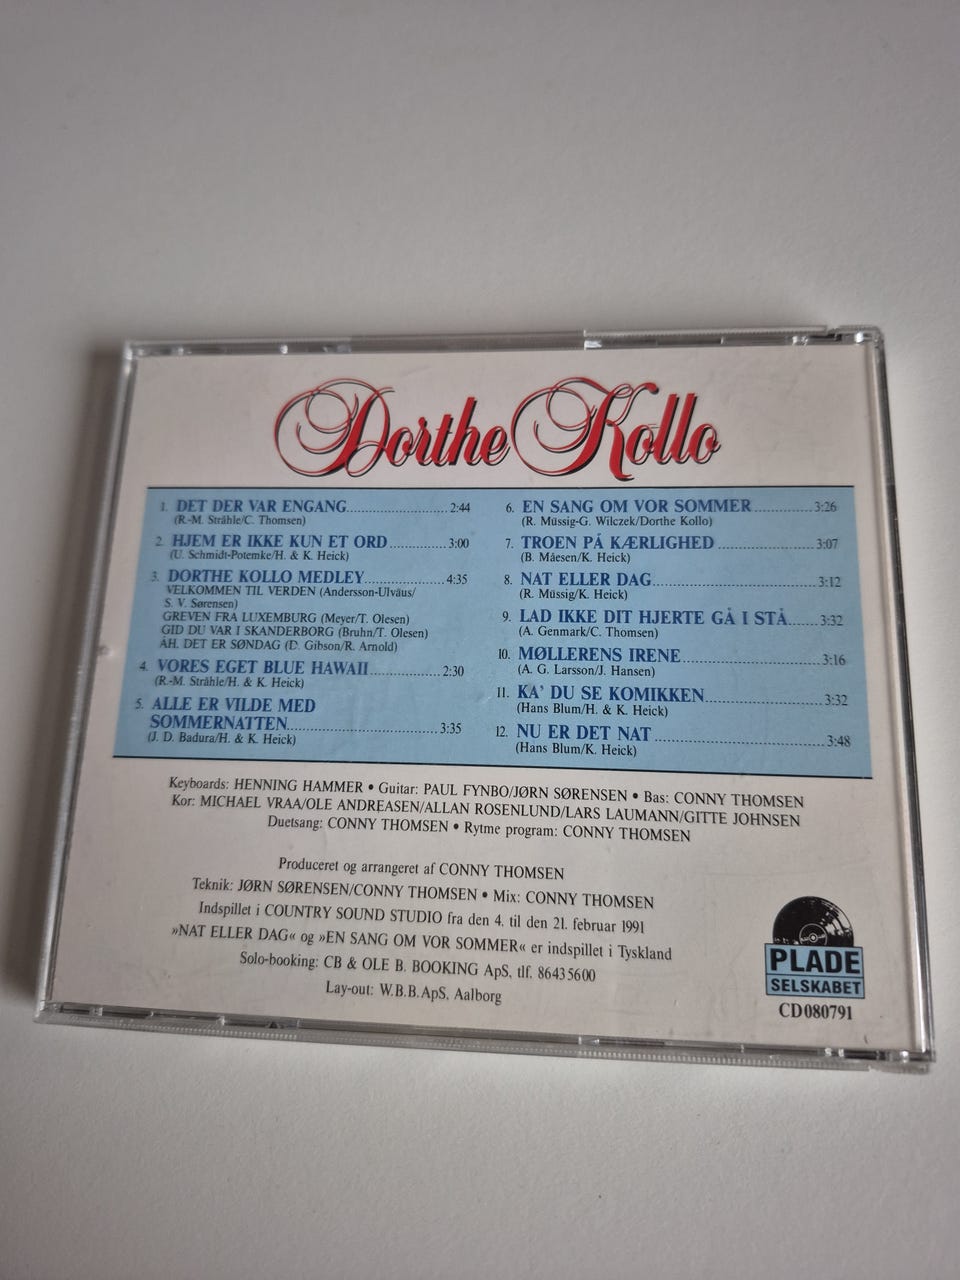 Dorthe Kollo
1. DET DER VAR ENGANG..................2:44
(R.-M. Strähle/C. Thomsen)
2. HJEM ER IKKE KUN ET ORD............3:00
(U. Schmidt-Potemke/H. & K. Heick)
3. DORTHE KOLLO MEDLEY...............4:35
VELKOMMEN TIL VERDEN (Andersson-Ulväus/
S. V. Sørensen)
GREVEN FRA LUXEMBURG (Meyer/T. Olesen)
GID DU VAR I SKANDERBORG (Bruhn/T. Olesen)
ÅH, DET ER SØNDAG (D. Gibson/R. Arnold)
4. VORES EGET BLUE HAWAII.............2:30
(R.-M. Strähle/H. & K. Heick)
5. ALLE ER VILDE MED
SOMMERNATTEN............................3:35
(J. D. Badura/H. & K. Heick)
6. EN SANG OM VOR SOMMER............3:26
(R. Müssig-G. Wilczek/Dorthe Kollo)
7. TROEN PÅ KÆRLIGHED..................3:07
(B. Måesen/K. Heick)
8. NAT ELLER DAG............................3:12
(R. Müssig/K. Heick)
9. LAD IKKE DIT HJERTE GÅ I STÅ......3:32
(A. Genmark/C. Thomsen)
10. MØLLERENS IRENE.......................3:16
(A. G. Larsson/J. Hansen)
11. KA' DU SE KOMIKKEN...................3:32
(Hans Blum/H. & K. Heick)
12. NU ER DET NAT...........................3:48
(Hans Blum/K. Heick)
Keyboards: HENNING HAMMER • Guitar: PAUL FYNBO/JØRN SØRENSEN • Bas: CONNY THOMSEN
Kor: MICHAEL VRAA/OLE ANDREASEN/ALLAN ROSENLUND/LARS LAUMANN/GITTE JOHNSEN
Duetsang: CONNY THOMSEN • Rytme program: CONNY THOMSEN
Produceret og arrangeret af CONNY THOMSEN
Teknik: JØRN SØRENSEN/CONNY THOMSEN • Mix: CONNY THOMSEN
Indspillet i COUNTRY SOUND STUDIO fra den 4. til den 21. februar 1991
»NAT ELLER DAG« og »EN SANG OM VOR SOMMER« er indspillet i Tyskland
Solo-booking: CB & OLE B. BOOKING ApS, tlf. 86435600
Lay-out: W.B.B. ApS, Aalborg
PLADE
SELSKABET
CD080791